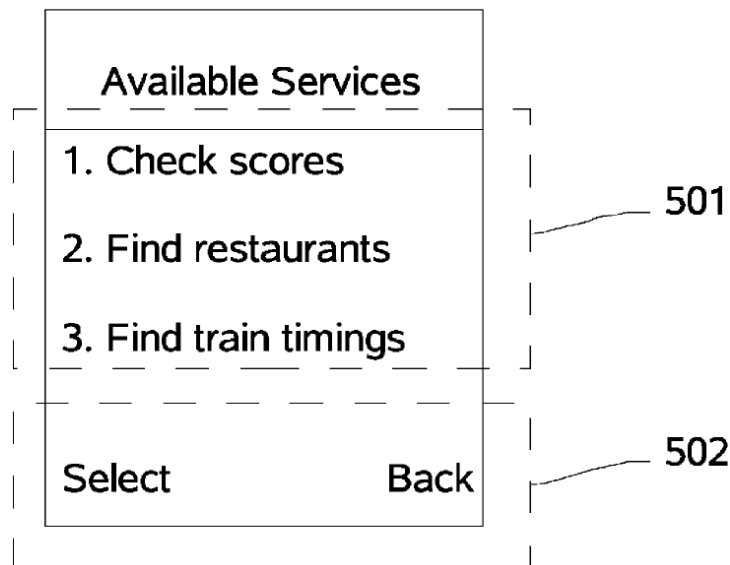 Available Services
1. Check scores
501
2. Find restaurants
3. Find train timings
502
Select Back